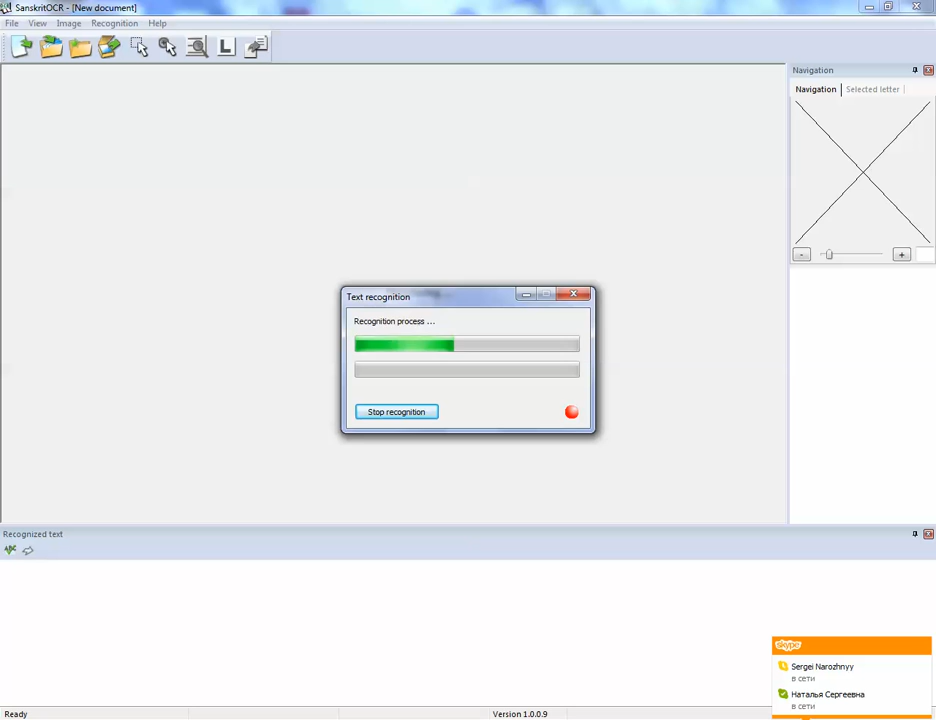 SanskritOCR - [New document]
File View Image Recognition Help
L
Navigation
Navigation Selected letter
- +
Text recognition
Recognition process ...
Stop recognition
Recognized text
ABC
skype
Sergei Narozhnyy
в сети
Наталья Сергеевна
в сети
Ready Version 1.0.0.9